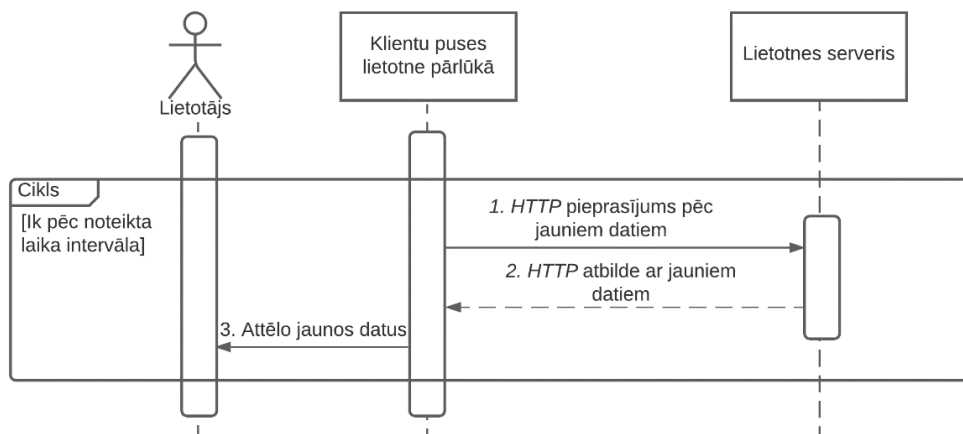 Lietotājs
Klientu puses
lietotne pārlūkā
Lietotnes serveris
Cikls
[Ik pēc noteikta
laika intervāla]
1. HTTP pieprasījums pēc
jauniem datiem
2. HTTP atbilde ar jauniem
datiem
3. Attēlo jaunos datus